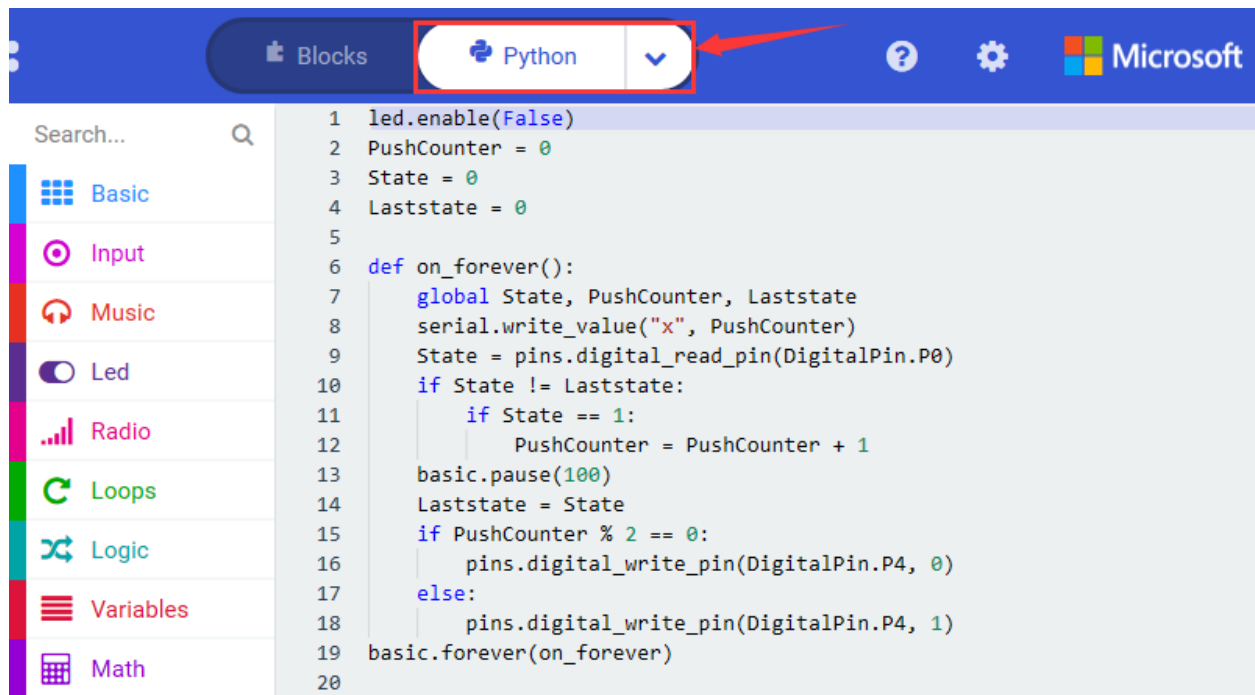 Blocks
Python
Microsoft
Search...
Basic
Input
Music
Led
Radio
Loops
Logic
Variables
Math
1 led.enable(False)
2 PushCounter = 0
3 State = 0
4 Laststate = 0
5
6 def on_forever():
7     global State, PushCounter, Laststate
8     serial.write_value("x", PushCounter)
9     State = pins.digital_read_pin(DigitalPin.P0)
10     if State != Laststate:
11         if State == 1:
12             PushCounter = PushCounter + 1
13     basic.pause(100)
14     Laststate = State
15     if PushCounter % 2 == 0:
16         pins.digital_write_pin(DigitalPin.P4, 0)
17     else:
18         pins.digital_write_pin(DigitalPin.P4, 1)
19 basic.forever(on_forever)
20